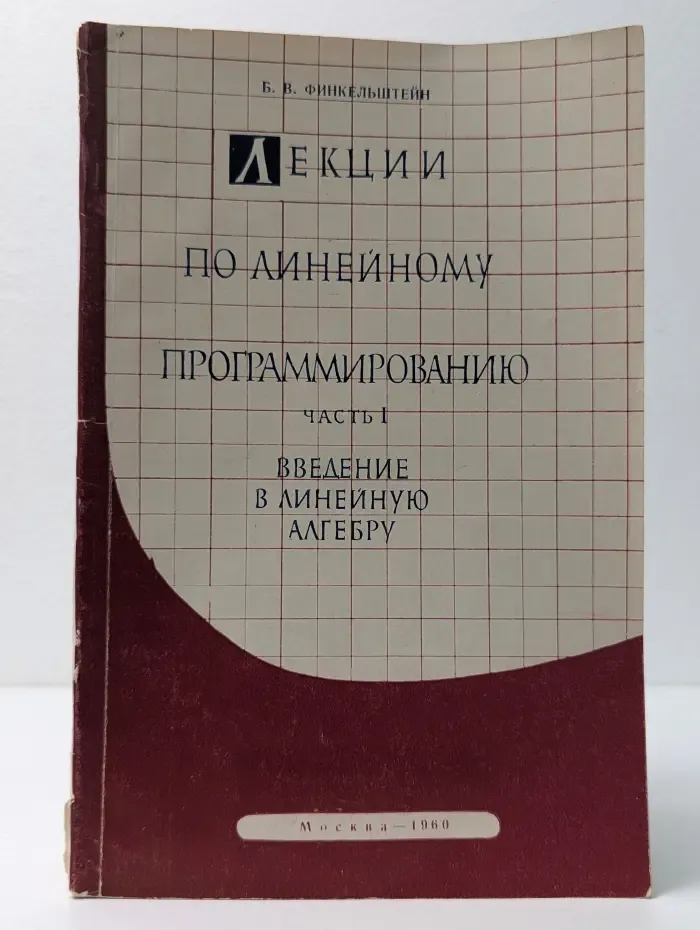 Б. В. ФИНКЕЛЬШТЕЙН
ЛЕКЦИИ
ПО ЛИНЕЙНОМУ
ПРОГРАММИРОВАНИЮ
ЧАСТЬ I
ВВЕДЕНИЕ
В ЛИНЕЙНУЮ
АЛГЕБРУ
Москва—1960